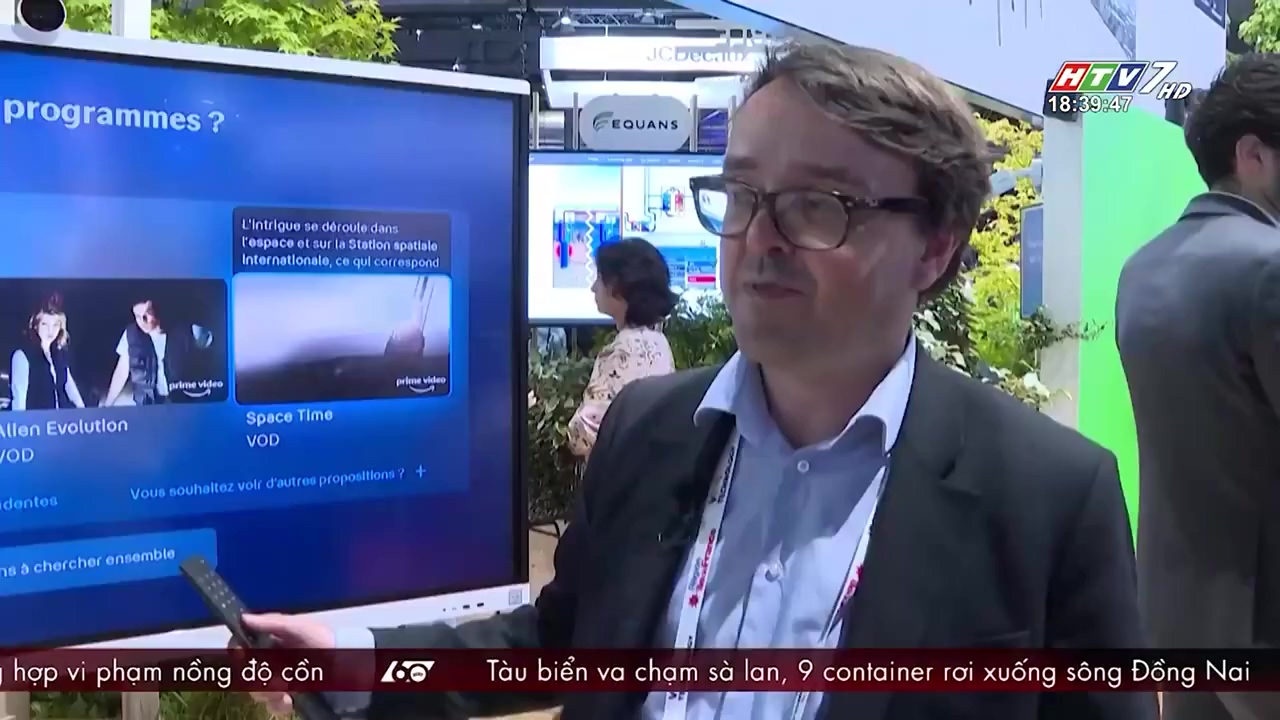 JCDecaux
HTV7 HD
18:39:47
EQUANS
programmes ?
L'intrigue se déroule dans
l'espace et sur la Station spatiale
Internationale, ce qui correspond
prime video
prime video
Alien Evolution
VOD
Space Time
VOD
Vous souhaitez voir d'autres propositions ? +
à chercher ensemble
hợp vi phạm nồng độ cồn
Tàu biển va chạm sà lan, 9 container rơi xuống sông Đồng Nai